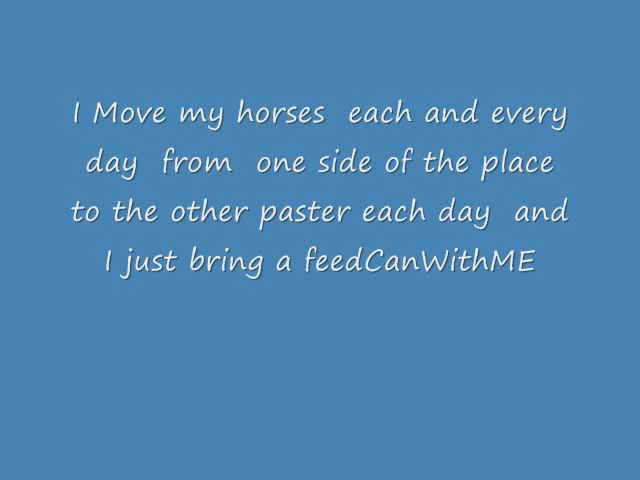 I Move my horses  each and every
day  from  one side of the place
to the other paster each day  and
I just bring a feedCanWithME